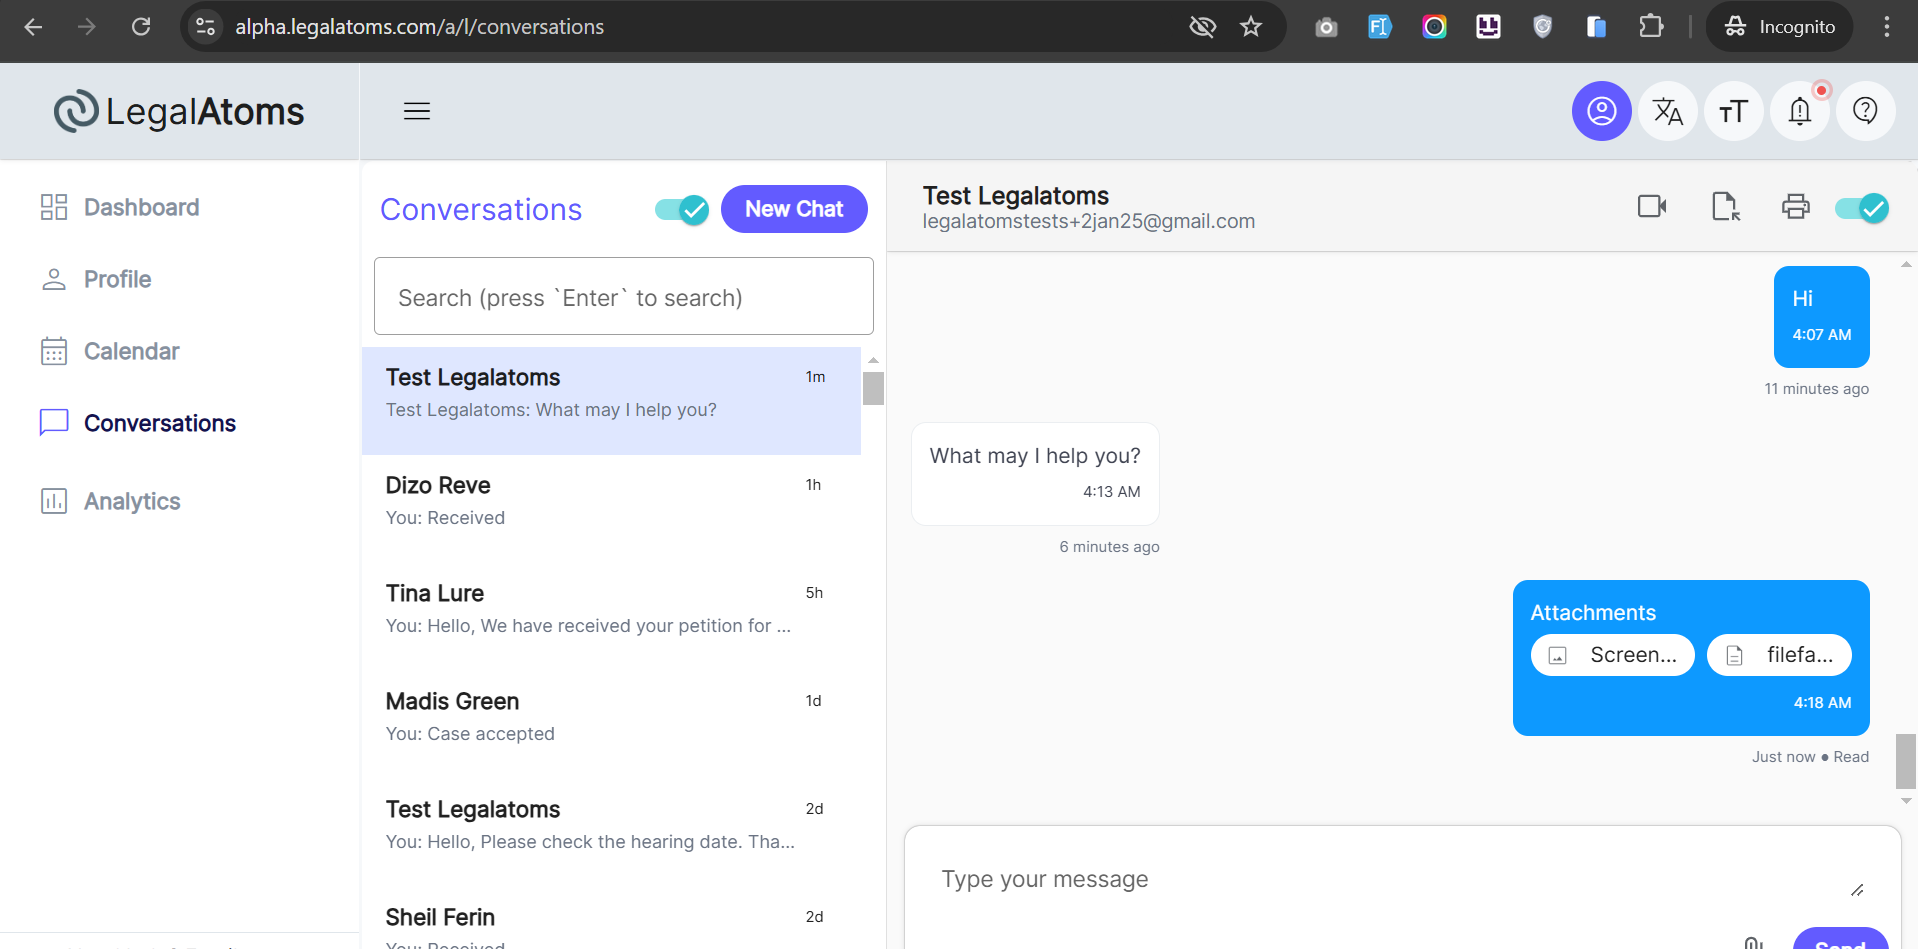 alpha.legalatoms.com/a/l/conversations
Incognito
LegalAtoms
Dashboard
Profile
Calendar
Conversations
Analytics
Conversations
New Chat
Search (press `Enter` to search)
Test Legalatoms 1m
Test Legalatoms: What may I help you?
Dizo Reve 1h
You: Received
Tina Lure 5h
You: Hello, We have received your petition for ...
Madis Green 1d
You: Case accepted
Test Legalatoms 2d
You: Hello, Please check the hearing date. Tha...
Sheil Ferin 2d
You: Received
Test Legalatoms
legalatomstests+2jan25@gmail.com
Hi
4:07 AM
11 minutes ago
What may I help you?
4:13 AM
6 minutes ago
Attachments
Screen... filefa...
4:18 AM
Just now ● Read
Type your message
Send